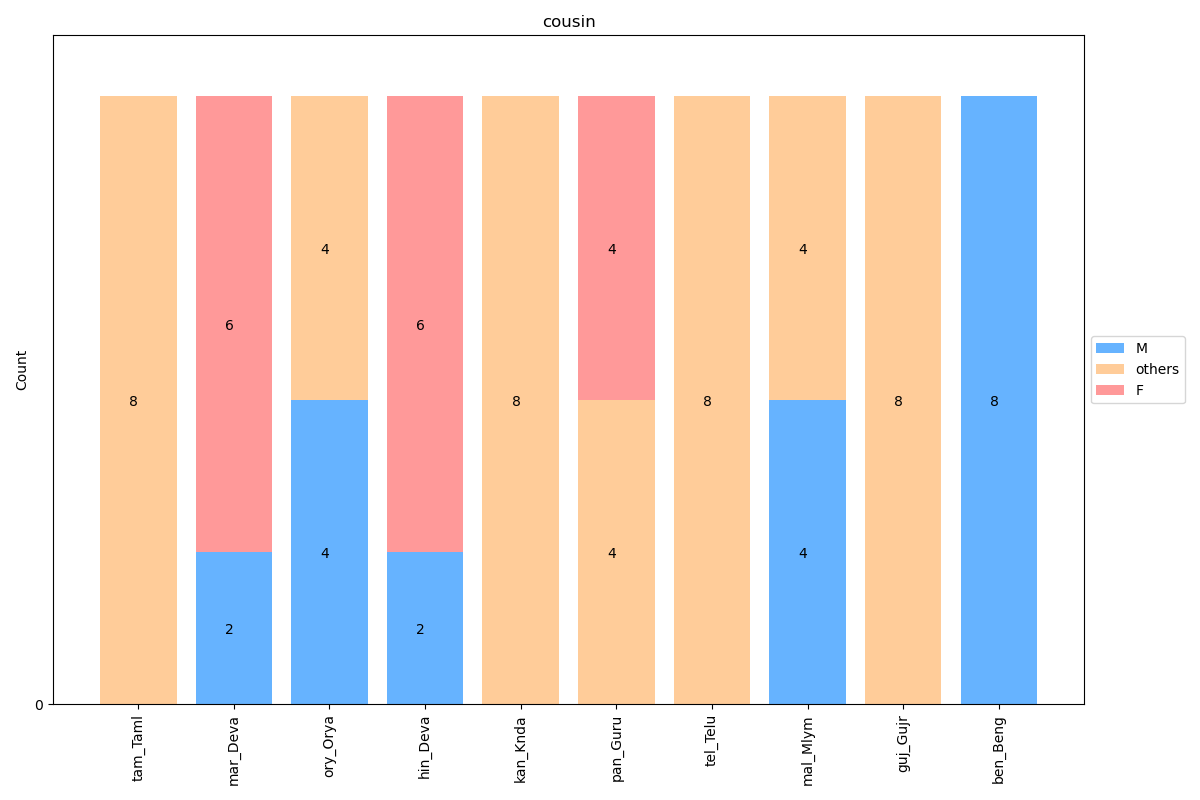 cousin
Count
0
8
6
2
4
4
6
2
8
4
4
8
4
4
8
8
tam_Taml
mar_Deva
ory_Orya
hin_Deva
kan_Knda
pan_Guru
tel_Telu
mal_Mlym
guj_Gujr
ben_Beng
M
others
F